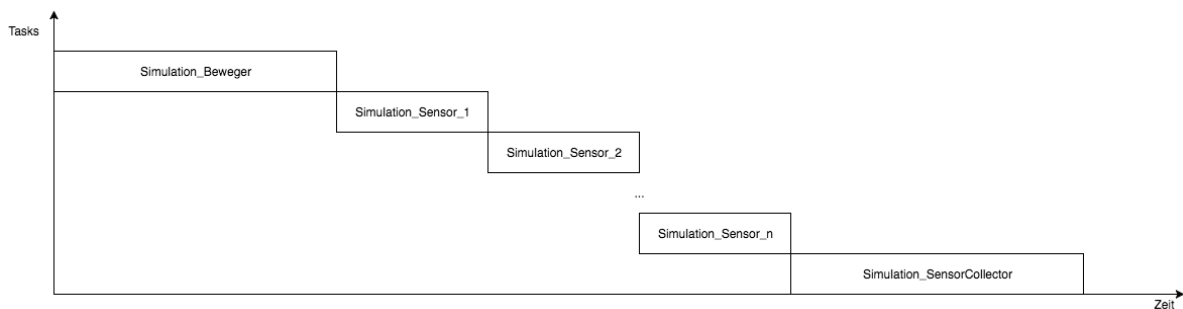 Tasks
Simulation_Beweger
Simulation_Sensor_1
Simulation_Sensor_2
...
Simulation_Sensor_n
Simulation_SensorCollector
Zeit